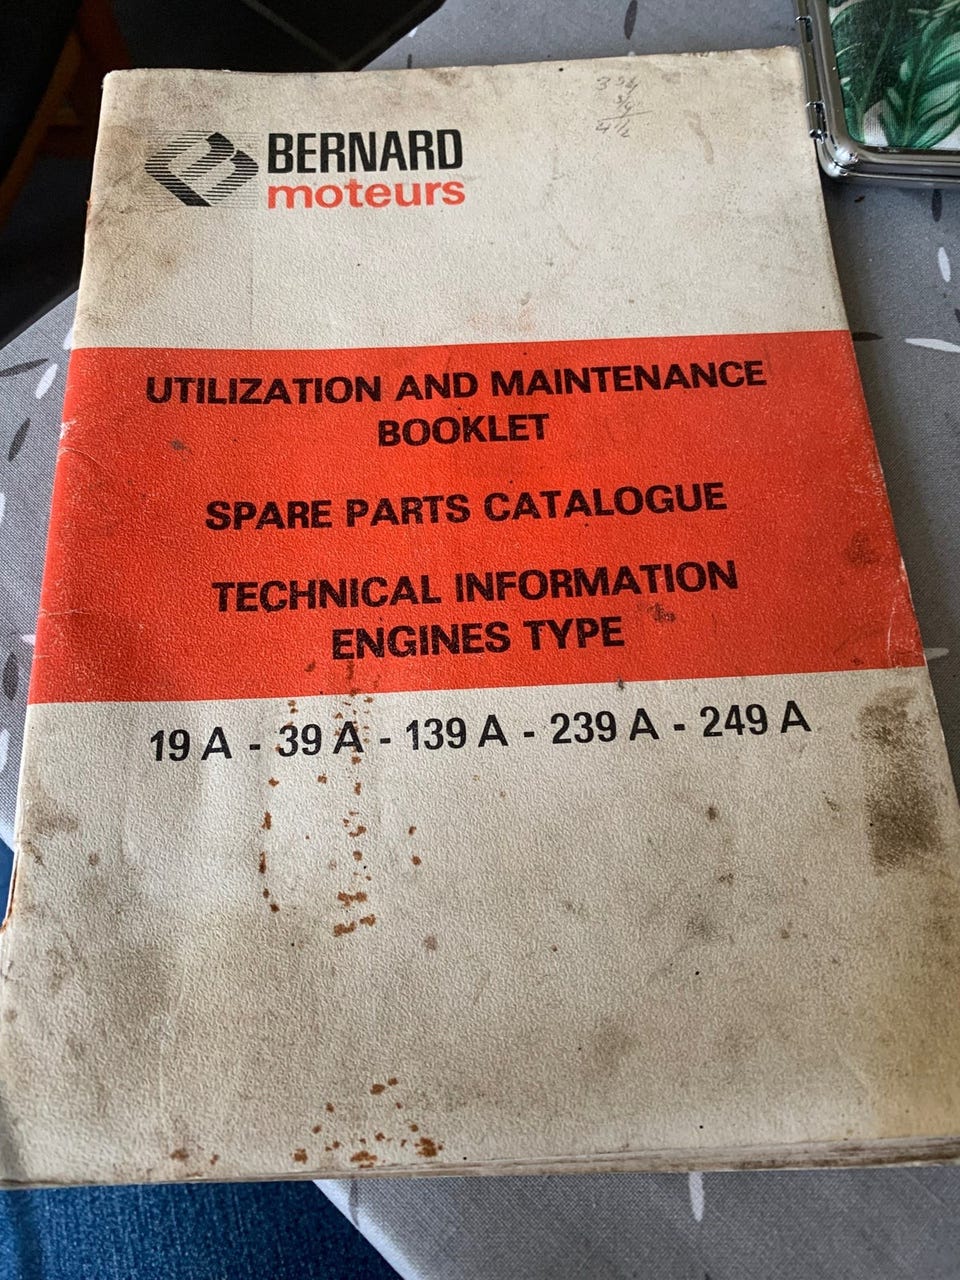 BERNARD
moteurs
UTILIZATION AND MAINTENANCE
BOOKLET
SPARE PARTS CATALOGUE
TECHNICAL INFORMATION
ENGINES TYPE
19 A - 39 A - 139 A - 239 A - 249 A